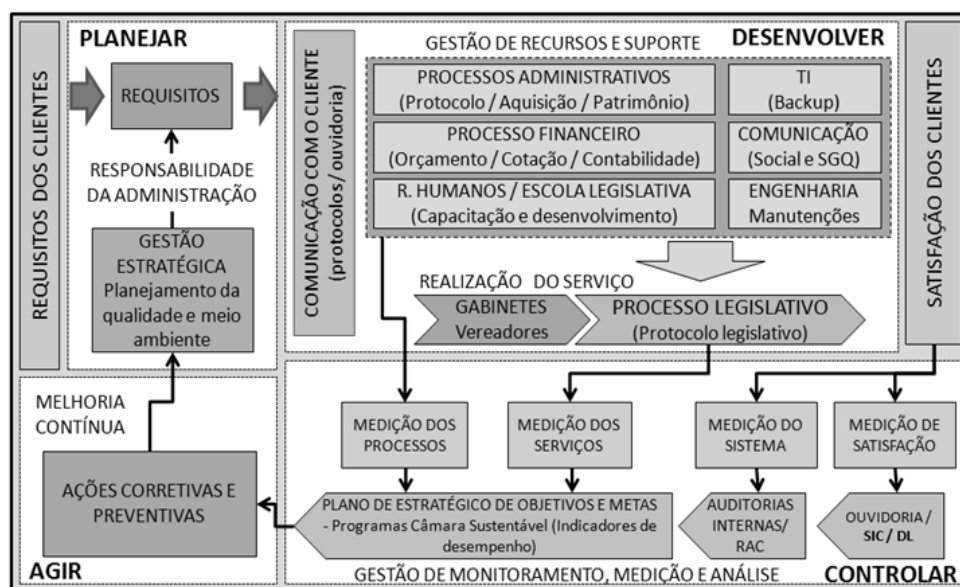 REQUISITOS DOS CLIENTES
PLANEJAR
REQUISITOS
RESPONSABILIDADE
DA ADMINISTRAÇÃO
GESTÃO
ESTRATÉGICA
Planejamento da
qualidade e meio
ambiente
COMUNICAÇÃO COM O CLIENTE
(protocolos/ ouvidoria)
GESTÃO DE RECURSOS E SUPORTE
DESENVOLVER
PROCESSOS ADMINISTRATIVOS
(Protocolo / Aquisição / Patrimônio)
TI
(Backup)
PROCESSO FINANCEIRO
(Orçamento / Cotação / Contabilidade)
COMUNICAÇÃO
(Social e SGQ)
R. HUMANOS / ESCOLA LEGISLATIVA
(Capacitação e desenvolvimento)
ENGENHARIA
Manutenções
REALIZAÇÃO DO SERVIÇO
GABINETES
Vereadores
PROCESSO LEGISLATIVO
(Protocolo legislativo)
SATISFAÇÃO DOS CLIENTES
MELHORIA
CONTÍNUA
AÇÕES CORRETIVAS E
PREVENTIVAS
AGIR
MEDIÇÃO DOS
PROCESSOS
MEDIÇÃO DOS
SERVIÇOS
MEDIÇÃO DO
SISTEMA
MEDIÇÃO DE
SATISFAÇÃO
PLANO DE ESTRATÉGICO DE OBJETIVOS E METAS
- Programas Câmara Sustentável (Indicadores de
desempenho)
AUDITORIAS
INTERNAS/
RAC
OUVIDORIA /
SIC / DL
GESTÃO DE MONITORAMENTO, MEDIÇÃO E ANÁLISE
CONTROLAR